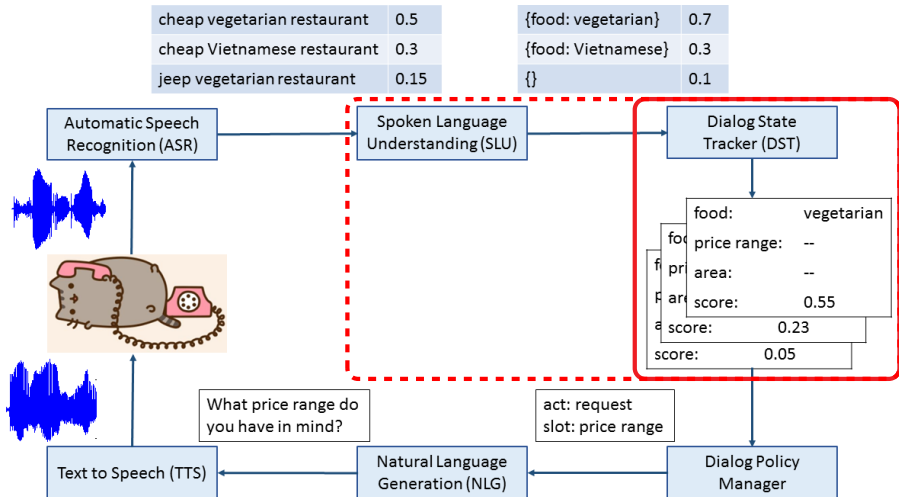 cheap vegetarian restaurant 0.5
cheap Vietnamese restaurant 0.3
jeep vegetarian restaurant 0.15
{food: vegetarian} 0.7
{food: Vietnamese} 0.3
{} 0.1
Automatic Speech
Recognition (ASR)
Spoken Language
Understanding (SLU)
Dialog State
Tracker (DST)
food: vegetarian
price range: --
area: --
score: 0.55
foo
pri
are
score: 0.23
f
p
a
score: 0.05
What price range do
you have in mind?
act: request
slot: price range
Text to Speech (TTS)
Natural Language
Generation (NLG)
Dialog Policy
Manager